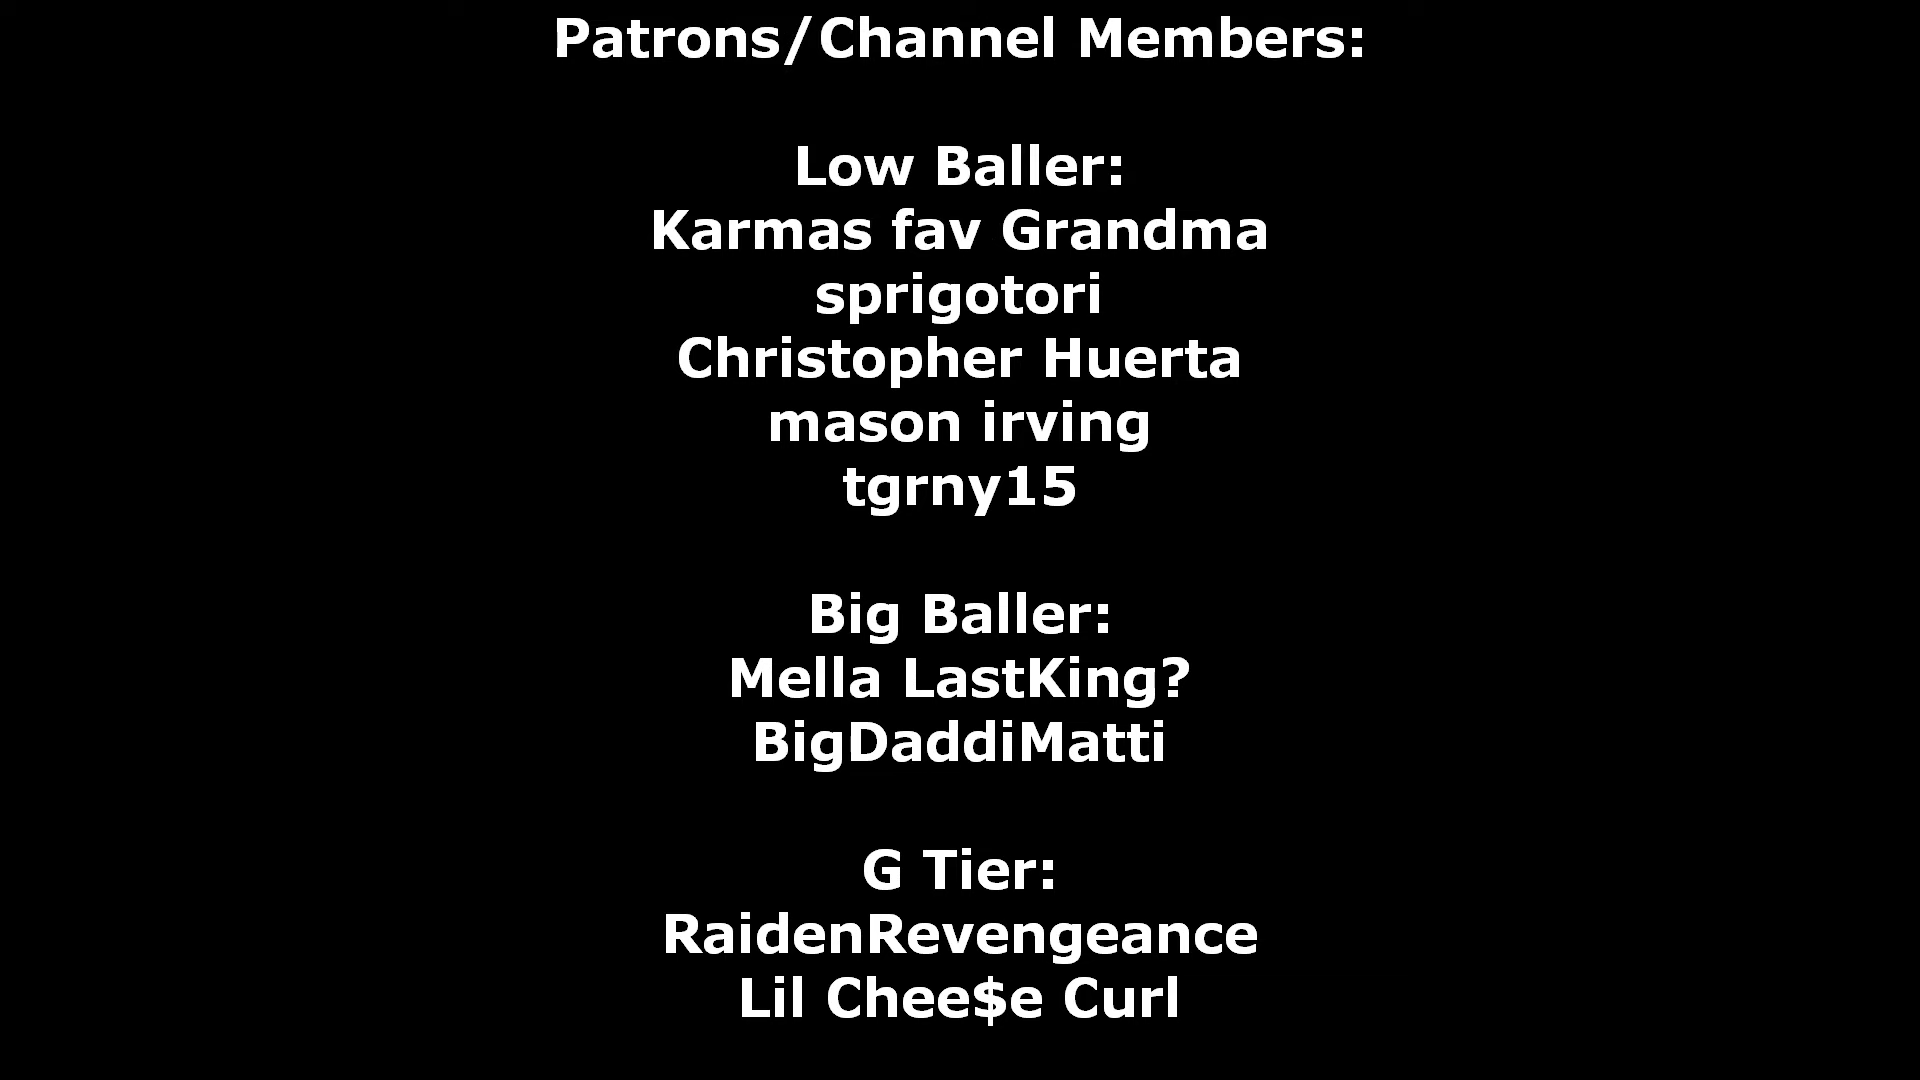 Patrons/Channel Members:
Low Baller:
Karmas fav Grandma
sprigotori
Christopher Huerta
mason irving
tgrny15
Big Baller:
Mella LastKing?
BigDaddiMatti
G Tier:
RaidenRevengeance
Lil Chee$e Curl